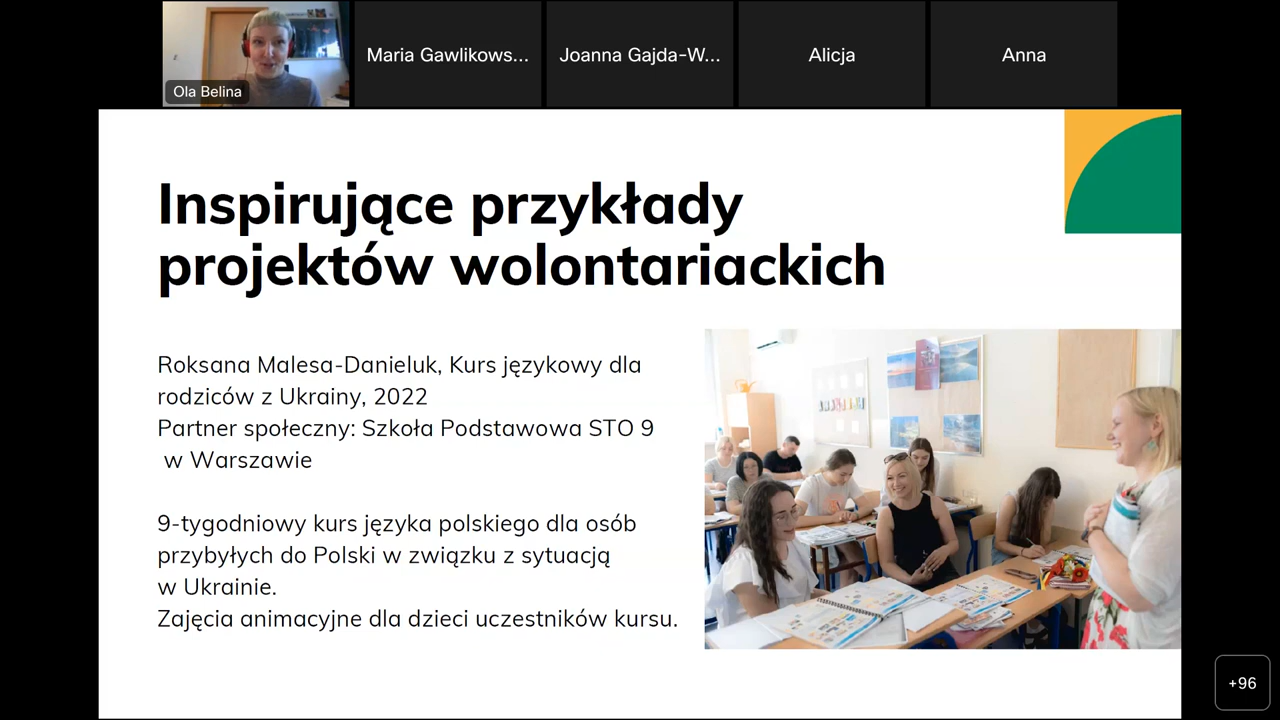 Ola Belina
Maria Gawlikows...
Joanna Gajda-W...
Alicja
Anna
Inspirujące przykłady
projektów wolontariackich
Roksana Malesa-Danieluk, Kurs językowy dla
rodziców z Ukrainy, 2022
Partner społeczny: Szkoła Podstawowa STO 9
w Warszawie
9-tygodniowy kurs języka polskiego dla osób
przybyłych do Polski w związku z sytuacją
w Ukrainie.
Zajęcia animacyjne dla dzieci uczestników kursu.
+96